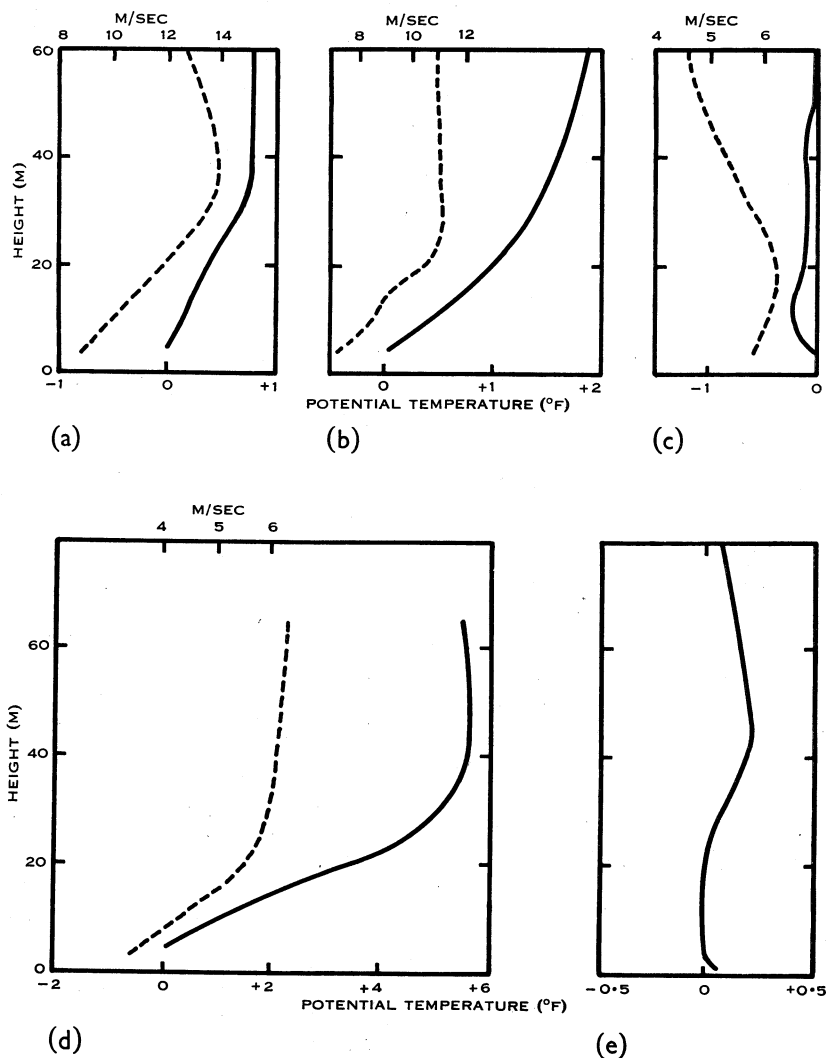 M/SEC
8 10 12 14
60
40
20
0
HEIGHT (M)
-1 0 +1
(a)
M/SEC
8 10 12
0 +1 +2
POTENTIAL TEMPERATURE (°F)
(b)
M/SEC
4 5 6
-1 0
(c)
M/SEC
4 5 6
60
40
20
0
HEIGHT (M)
-2 0 +2 +4 +6
POTENTIAL TEMPERATURE (°F)
(d)
-0·5 0 +0·5
(e)